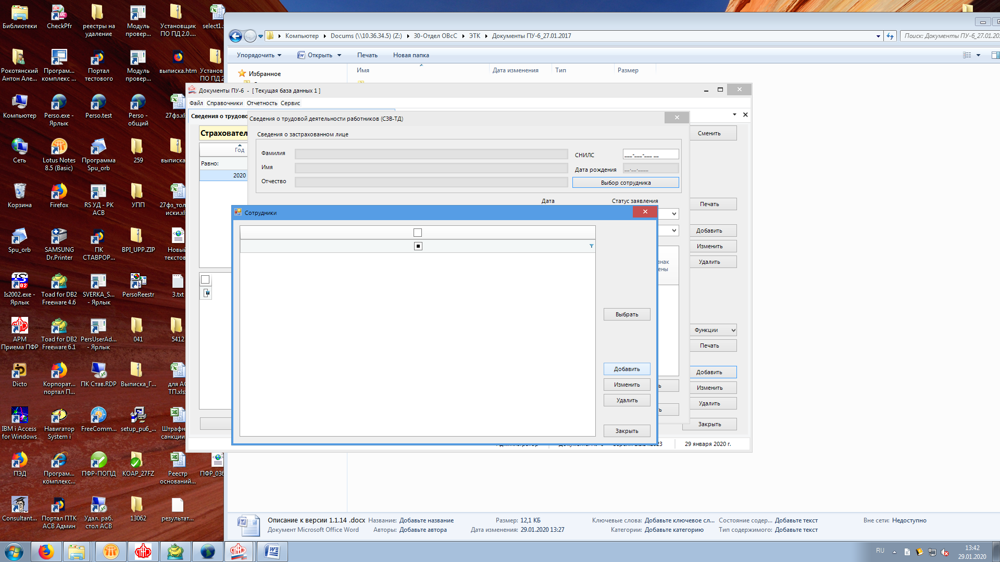 Библиотеки
CheckPfr
реестры на удаление
Модуль провер...
Установщик ПО ПД 2.0....
select1.
Рокотянский Антон Але...
Програм... комплекс ...
Портал тестового
Модуль провер...
выписка.htm
Установ ПО ПД 2
Компьютер
Perso.exe - Ярлык
Perso.test
Perso - общий
27фз.xl
Сеть
Lotus Notes 8.5 (Basic)
Программа Spu_orb
259
выписка
Корзина
Firefox
RS УД - РК АСВ
УПП
27фз_тол иски.xl
Spu_orb
SAMSUNG Dr.Printer
ПК СТАВРОР...
BPI_UPP.ZIP
Новый текстов
Is2002.exe - Ярлык
Toad for DB2 Freeware 4.6
SVERKA_S... - Ярлык
PersoReestr
3.txt
АРМ Приема ПФР
Toad for DB2 Freeware 6.1
PersUserAd... - Ярлык
041
5412
Dicto
Корпорат... портал П...
ПК Став.RDP
Выписка_Г...
для АС ТП.xls
IBM i Access for Windows
Навигатор System i
FreeComm...
setup_pu6_...
Штрафн санкции
ПЭД
Програм... комплекс...
ПФР-ПОПД
КОАР_27FZ
Реестр оснований...
ПФР_036
Consultant...
Портал ПТК АСВ Админ
Удал. раб. стол АСВ
13062
результат...
Компьютер
Docums (\\10.36.34.5) (Z:)
30-Отдел ОВсС
ЭТК
Документы ПУ-6_27.01.2017
Поиск: Документы ПУ-6_27.01.20
Упорядочить
Открыть
Печать
Новая папка
Избранное
Имя
Дата изменения
Тип
Размер
Документы ПУ-6 - [ Текущая база данных 1 ]
Файл Справочники Отчетность Сервис
Сведения о трудово
Страховател
Год
Равно:
2020
Сменить
Печать
Добавить
Изменить
Удалить
Функции
Печать
Добавить
Изменить
Удалить
Закрыть
29 января 2020 г.
Сведения о трудовой деятельности работников (СЗВ-ТД)
Сведения о застрахованном лице
Фамилия
СНИЛС
___-___-___ __
Имя
Дата рождения
__.__.____
Отчество
Выбор сотрудника
Дата
Статус заявления
Сотрудники
Выбрать
Добавить
Изменить
Удалить
Закрыть
Описание к версии 1.1.14 .docx
Название: Добавьте название
Размер: 12,1 КБ
Ключевые слова: Добавьте ключевое сл...
Состояние содер... Добавьте текст
Вне сети: Недоступно
Документ Microsoft Office Word
Авторы: Добавьте автора
Дата изменения: 29.01.2020 13:27
Категории: Добавьте категорию
Тип содержимого: Добавьте текст
RU
13:42
29.01.2020